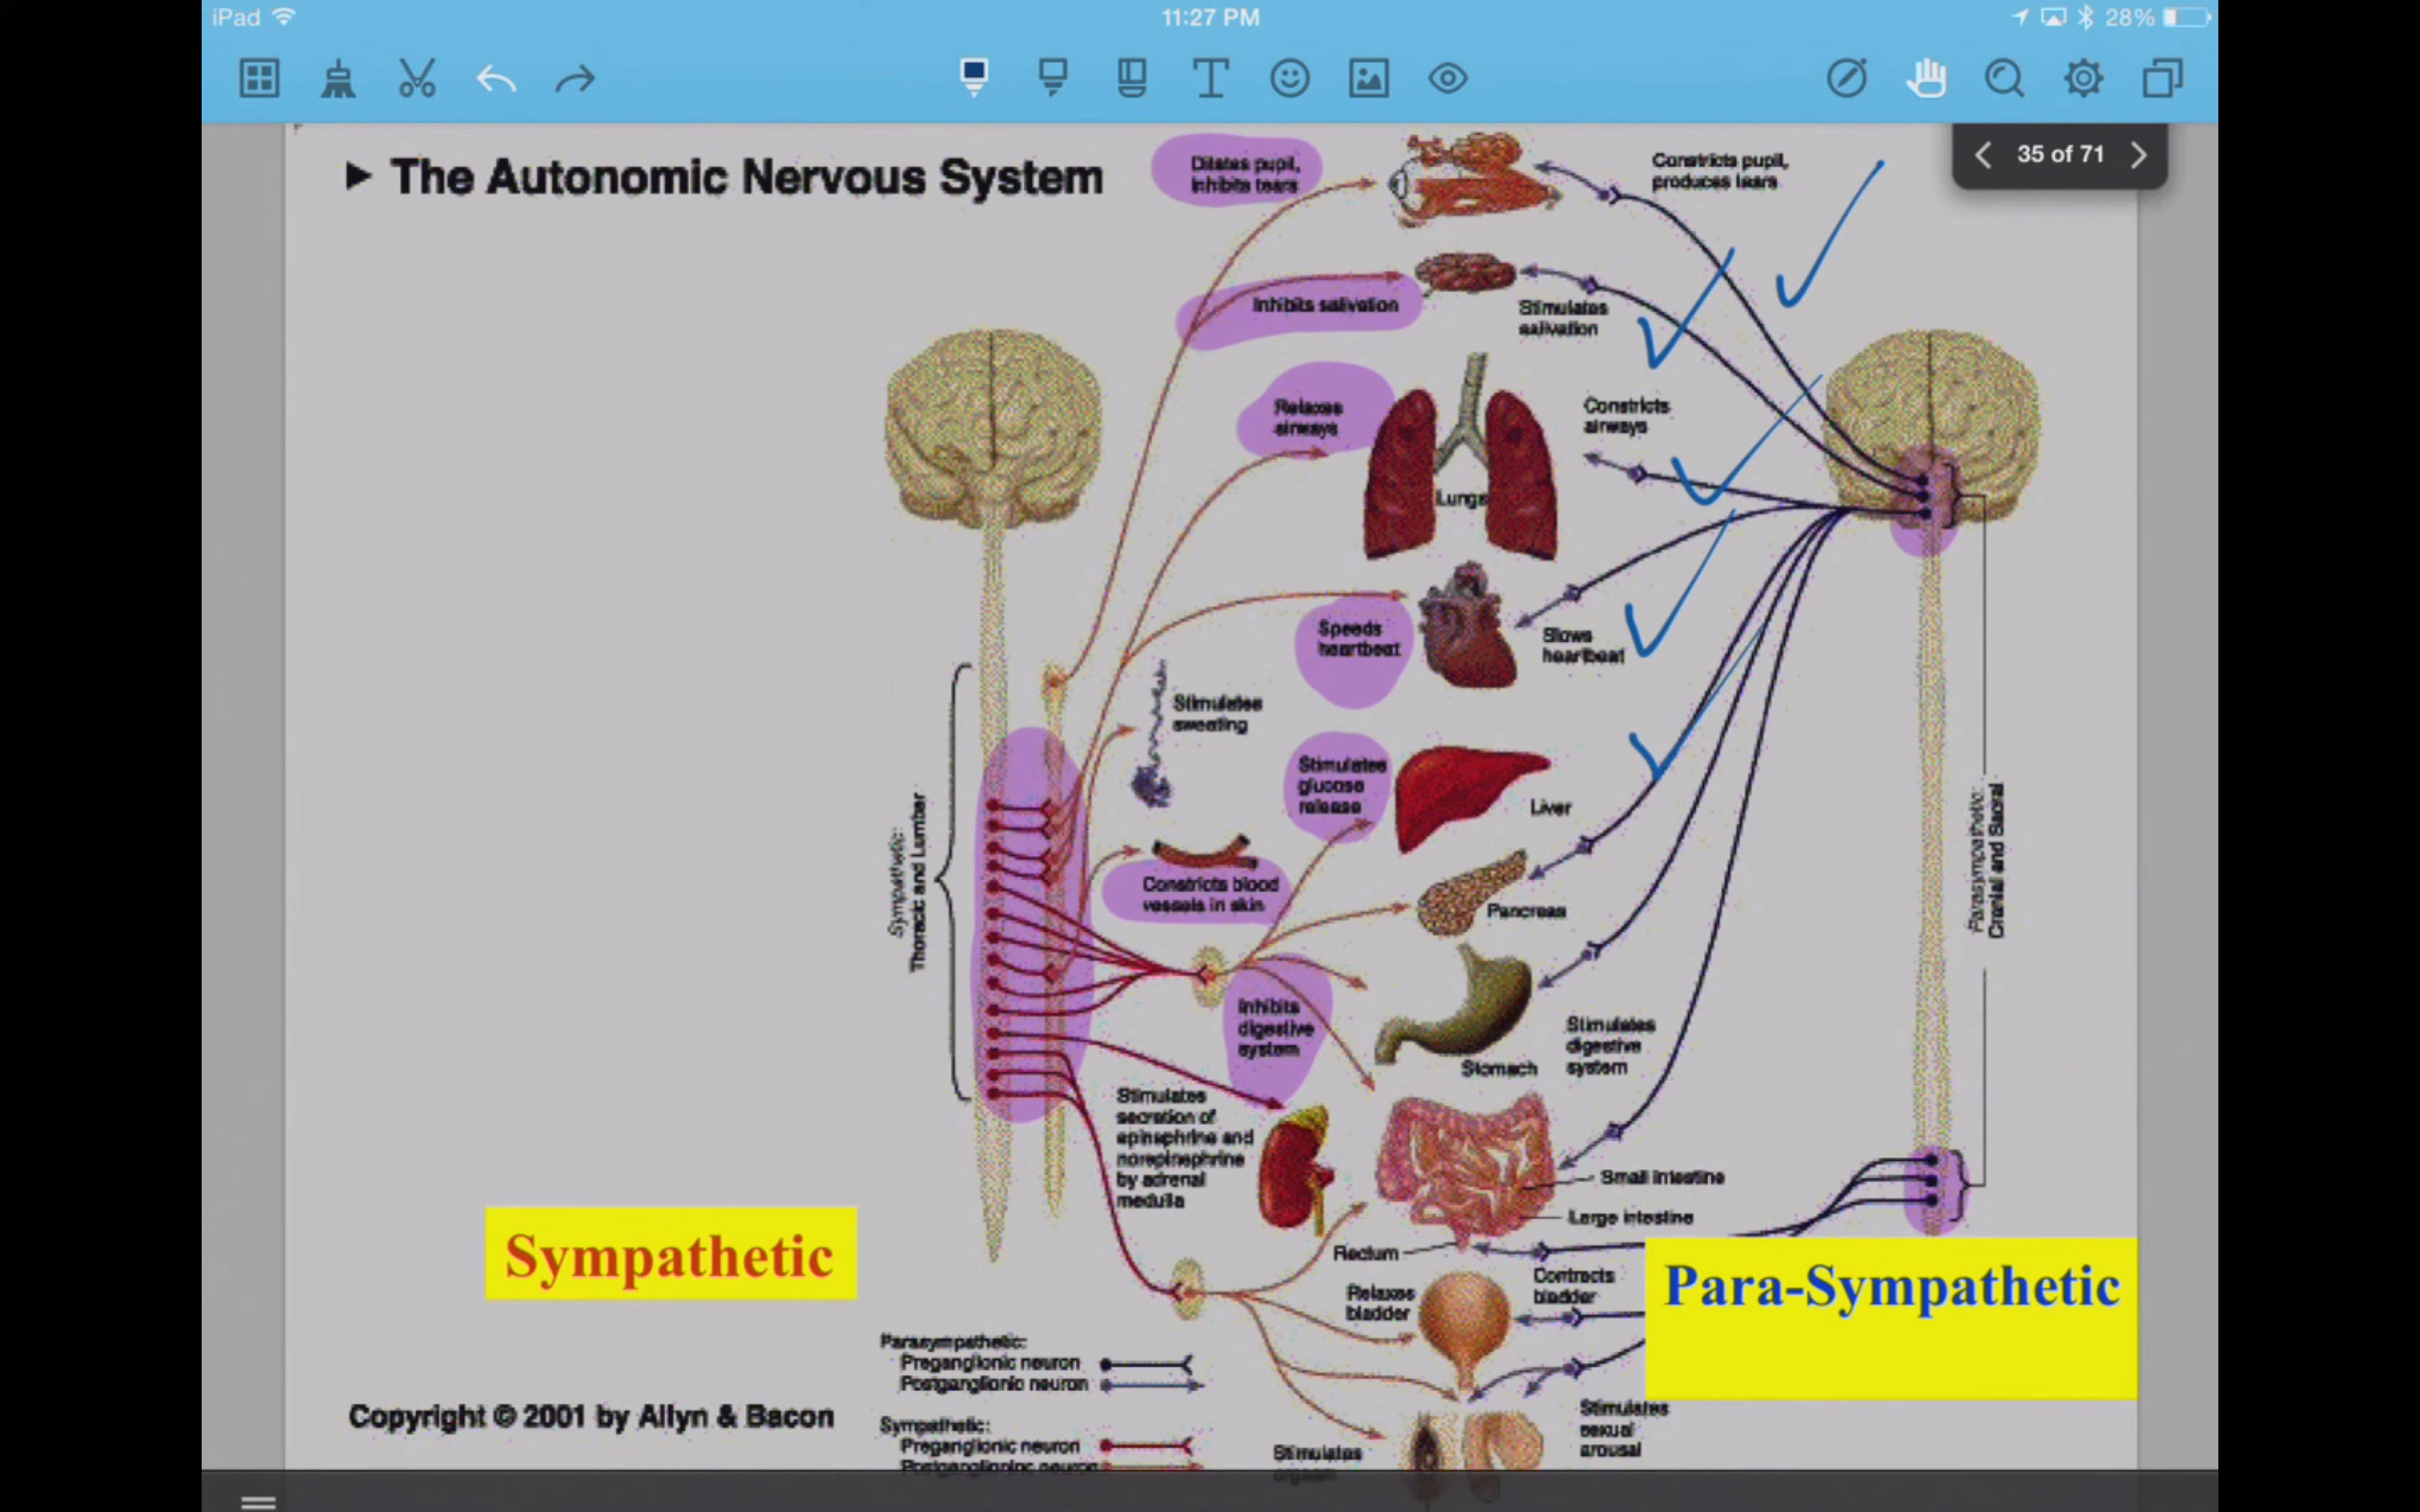 iPad
11:27 PM
28%
35 of 71
The Autonomic Nervous System
Dilates pupil,
inhibits tears
Constricts pupil,
produces tears
Inhibits salivation
Stimulates
salivation
Relaxes
airways
Constricts
airways
Lungs
Speeds
heartbeat
Slows
heartbeat
Stimulates
sweating
Stimulates
glucose
release
Liver
Sympathetic:
Thoracic and Lumbar
Parasympathetic:
Cranial and Sacral
Constricts blood
vessels in skin
Pancreas
Inhibits
digestive
system
Stomach
Stimulates
digestive
system
Stimulates
secretion of
epinephrine and
norepinephrine
by adrenal
medulla
Small intestine
Large intestine
Rectum
Sympathetic
Para-Sympathetic
Relaxes
bladder
Contracts
bladder
Parasympathetic:
Preganglionic neuron
Postganglionic neuron
Sympathetic:
Preganglionic neuron
Postganglionic neuron
Copyright © 2001 by Allyn & Bacon
Stimulates
orgasm
Stimulates
sexual
arousal